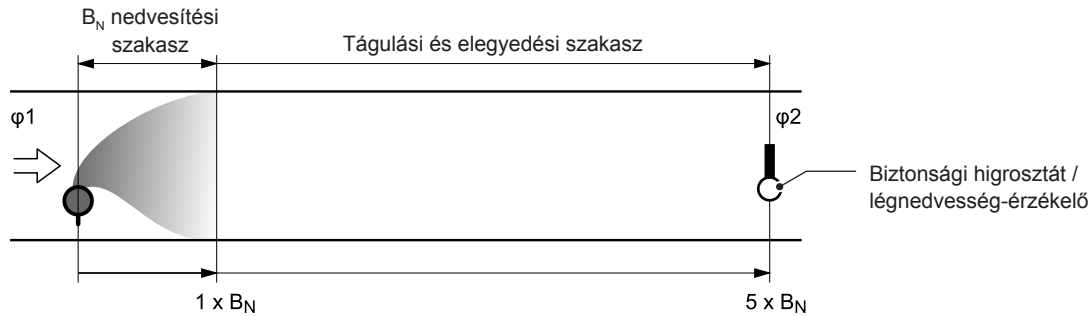 B_N nedvesítési
szakasz
Tágulási és elegyedési szakasz
φ1
φ2
Biztonsági higrosztát /
légnedvesség-érzékelő
1 x B_N
5 x B_N